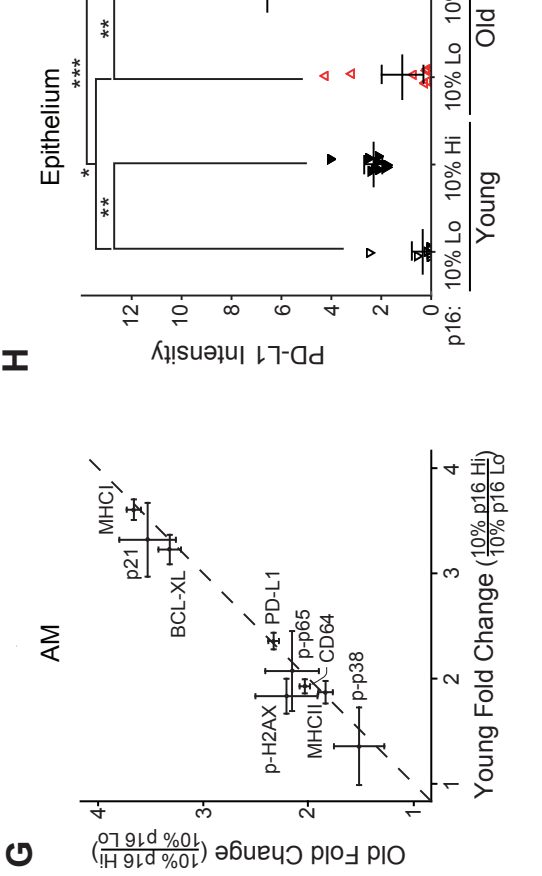 G
AM
Old Fold Change (10% p16 Hi / 10% p16 Lo)
4
3
2
1
MHCI
p21
BCL-XL
PD-L1
p-p65
CD64
p-H2AX
MHCII
p-p38
1
2
3
4
Young Fold Change (10% p16 Hi / 10% p16 Lo)
H
Epithelium
***
*
**
**
PD-L1 Intensity
12
10
8
6
4
2
0
p16:
10% Lo
10% Hi
10% Lo
Young
Old